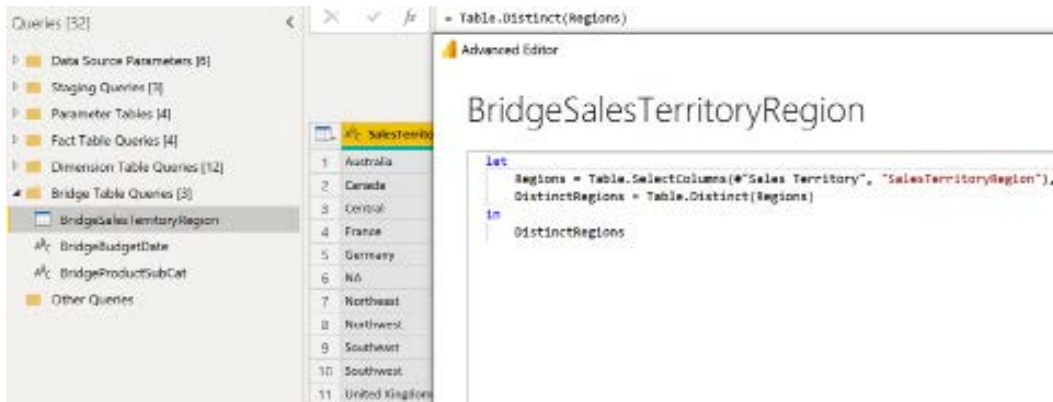 Queries [32]
Data Source Parameters [6]
Staging Queries [3]
Parameter Tables [4]
Fact Table Queries [4]
Dimension Table Queries [12]
Bridge Table Queries [3]
BridgeSalesTerritoryRegion
BridgeBudgetDate
BridgeProductSubCat
Other Queries
fx
= Table.Distinct(Regions)
SalesTerrito
1 Australia
2 Canada
3 Central
4 France
5 Germany
6 NA
7 Northeast
8 Northwest
9 Southeast
10 Southwest
11 United Kingdom
Advanced Editor
BridgeSalesTerritoryRegion
let
Regions = Table.SelectColumns(#"Sales Territory", "SalesTerritoryRegion"),
DistinctRegions = Table.Distinct(Regions)
in
DistinctRegions